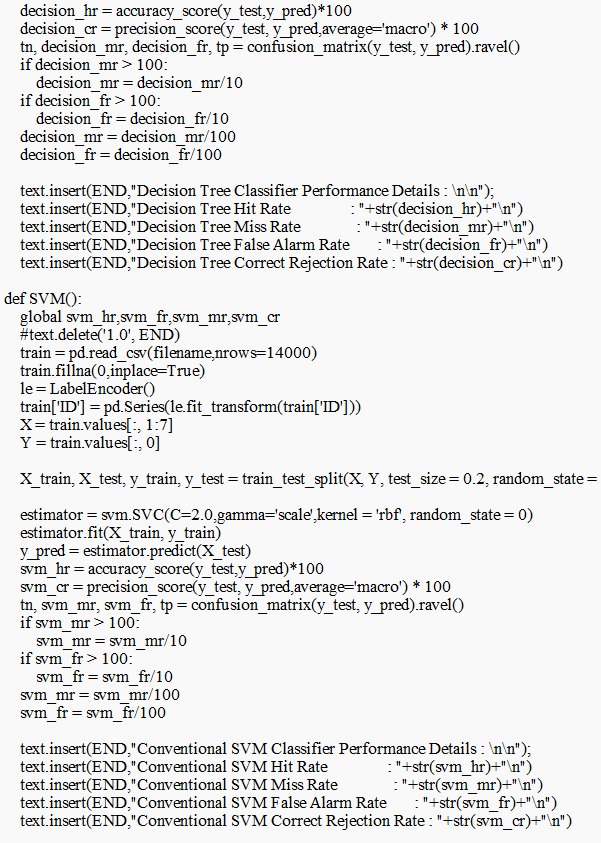 decision_hr = accuracy_score(y_test,y_pred)*100
decision_cr = precision_score(y_test, y_pred,average='macro') * 100
tn, decision_mr, decision_fr, tp = confusion_matrix(y_test, y_pred).ravel()
if decision_mr > 100:
decision_mr = decision_mr/10
if decision_fr > 100:
decision_fr = decision_fr/10
decision_mr = decision_mr/100
decision_fr = decision_fr/100
text.insert(END,"Decision Tree Classifier Performance Details : \n\n");
text.insert(END,"Decision Tree Hit Rate : "+str(decision_hr)+"\n")
text.insert(END,"Decision Tree Miss Rate : "+str(decision_mr)+"\n")
text.insert(END,"Decision Tree False Alarm Rate : "+str(decision_fr)+"\n")
text.insert(END,"Decision Tree Correct Rejection Rate : "+str(decision_cr)+"\n")
def SVM():
global svm_hr,svm_fr,svm_mr,svm_cr
#text.delete('1.0', END)
train = pd.read_csv(filename,nrows=14000)
train.fillna(0,inplace=True)
le = LabelEncoder()
train['ID'] = pd.Series(le.fit_transform(train['ID']))
X = train.values[:, 1:7]
Y = train.values[:, 0]
X_train, X_test, y_train, y_test = train_test_split(X, Y, test_size = 0.2, random_state =
estimator = svm.SVC(C=2.0,gamma='scale',kernel = 'rbf', random_state = 0)
estimator.fit(X_train, y_train)
y_pred = estimator.predict(X_test)
svm_hr = accuracy_score(y_test,y_pred)*100
svm_cr = precision_score(y_test, y_pred,average='macro') * 100
tn, svm_mr, svm_fr, tp = confusion_matrix(y_test, y_pred).ravel()
if svm_mr > 100:
svm_mr = svm_mr/10
if svm_fr > 100:
svm_fr = svm_fr/10
svm_mr = svm_mr/100
svm_fr = svm_fr/100
text.insert(END,"Conventional SVM Classifier Performance Details : \n\n");
text.insert(END,"Conventional SVM Hit Rate : "+str(svm_hr)+"\n")
text.insert(END,"Conventional SVM Miss Rate : "+str(svm_mr)+"\n")
text.insert(END,"Conventional SVM False Alarm Rate : "+str(svm_fr)+"\n")
text.insert(END,"Conventional SVM Correct Rejection Rate : "+str(svm_cr)+"\n")